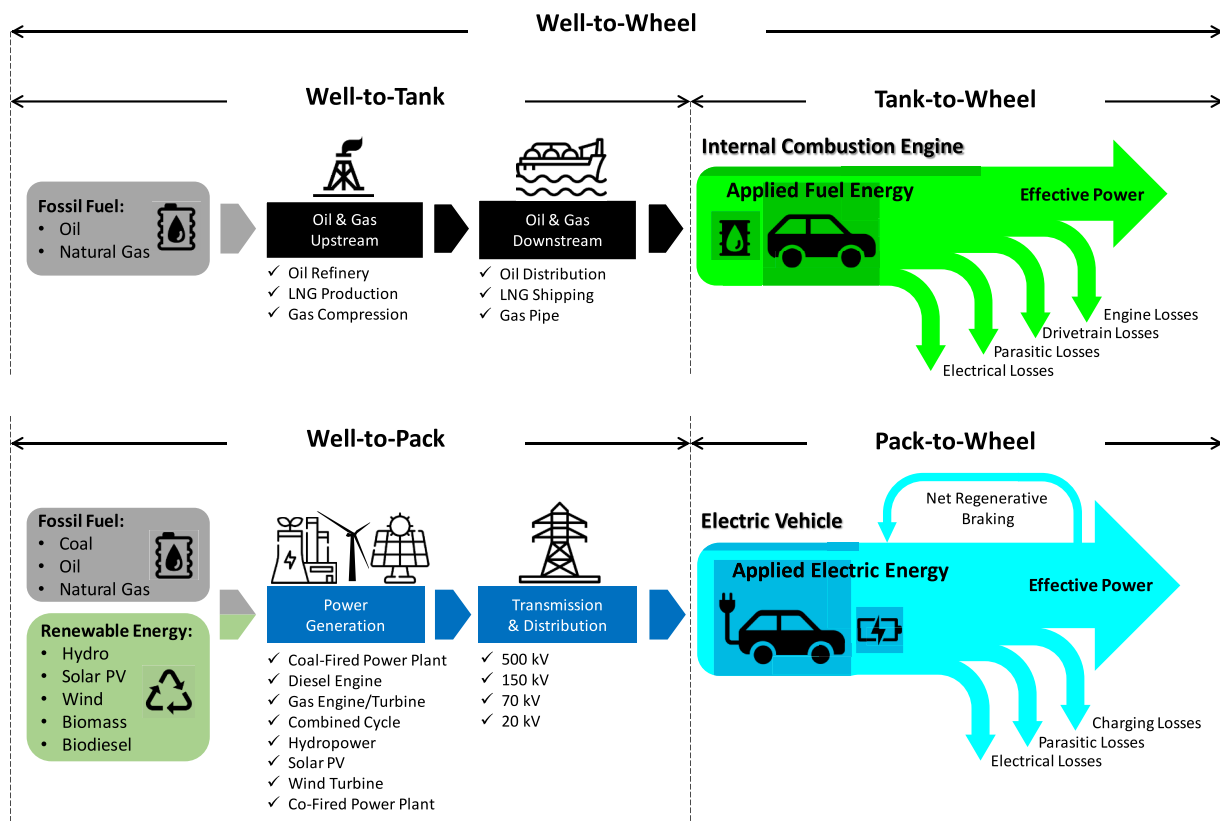 Well-to-Wheel
Well-to-Tank
Tank-to-Wheel
Fossil Fuel:
• Oil
• Natural Gas
Oil & Gas
Upstream
✓ Oil Refinery
✓ LNG Production
✓ Gas Compression
Oil & Gas
Downstream
✓ Oil Distribution
✓ LNG Shipping
✓ Gas Pipe
Internal Combustion Engine
Applied Fuel Energy
Effective Power
Engine Losses
Drivetrain Losses
Parasitic Losses
Electrical Losses
Well-to-Pack
Pack-to-Wheel
Fossil Fuel:
• Coal
• Oil
• Natural Gas
Renewable Energy:
• Hydro
• Solar PV
• Wind
• Biomass
• Biodiesel
Power
Generation
✓ Coal-Fired Power Plant
✓ Diesel Engine
✓ Gas Engine/Turbine
✓ Combined Cycle
✓ Hydropower
✓ Solar PV
✓ Wind Turbine
✓ Co-Fired Power Plant
Transmission
& Distribution
✓ 500 kV
✓ 150 kV
✓ 70 kV
✓ 20 kV
Net Regenerative
Braking
Electric Vehicle
Applied Electric Energy
Effective Power
Charging Losses
Parasitic Losses
Electrical Losses